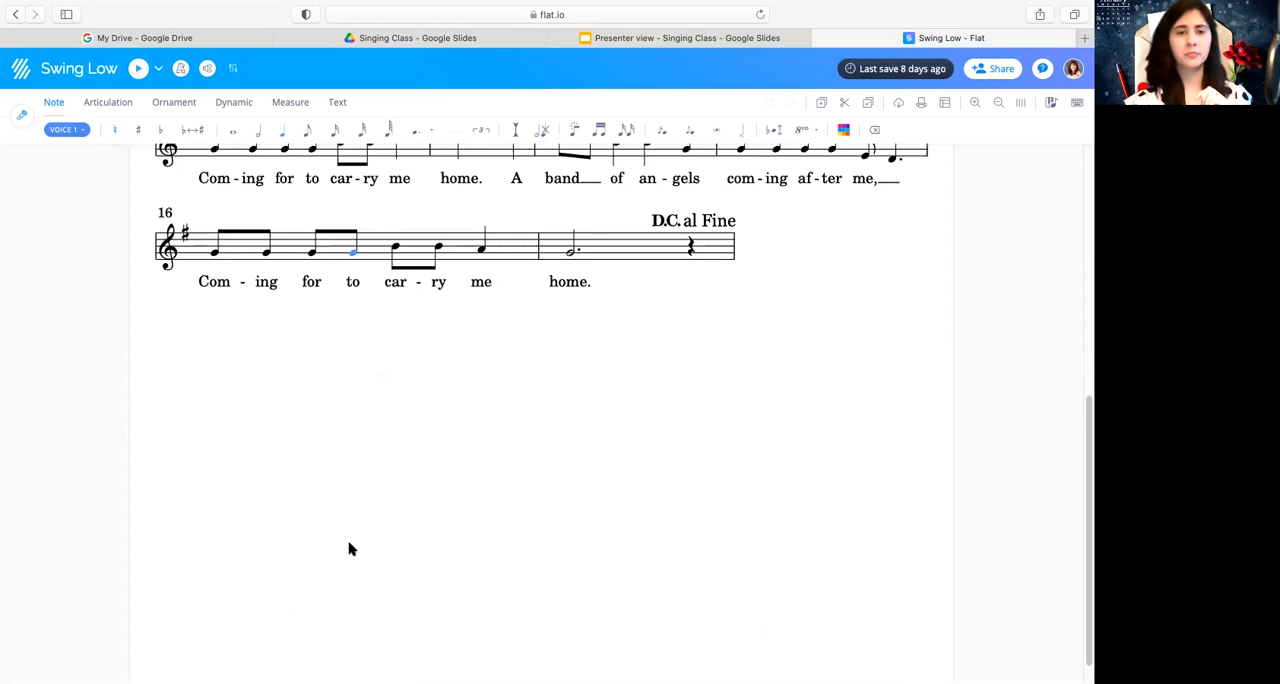 flat.io
My Drive - Google Drive
Singing Class - Google Slides
Presenter view - Singing Class - Google Slides
Swing Low - Flat
Swing Low
Last save 8 days ago
Share
Note Articulation Ornament Dynamic Measure Text
VOICE 1
Com - ing for to car - ry me home. A band of an - gels com - ing af - ter me,
16
D.C. al Fine
Com - ing for to car - ry me home.